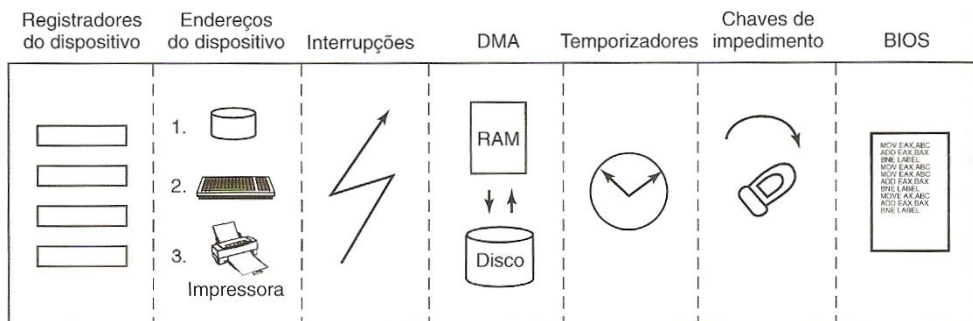 Registradores
do dispositivo
Endereços
do dispositivo
Interrupções
DMA
Temporizadores
Chaves de
impedimento
BIOS
1.
2.
3.
Impressora
RAM
Disco
MOV EAX,ABC
ADD EAX,BAX
BNE LABEL
MOV EAX,ABC
MOV EAX,ABC
ADD EAX,BAX
BNE LABEL
MOVE AX,ABC
ADD EAX,BAX
BNE LABEL